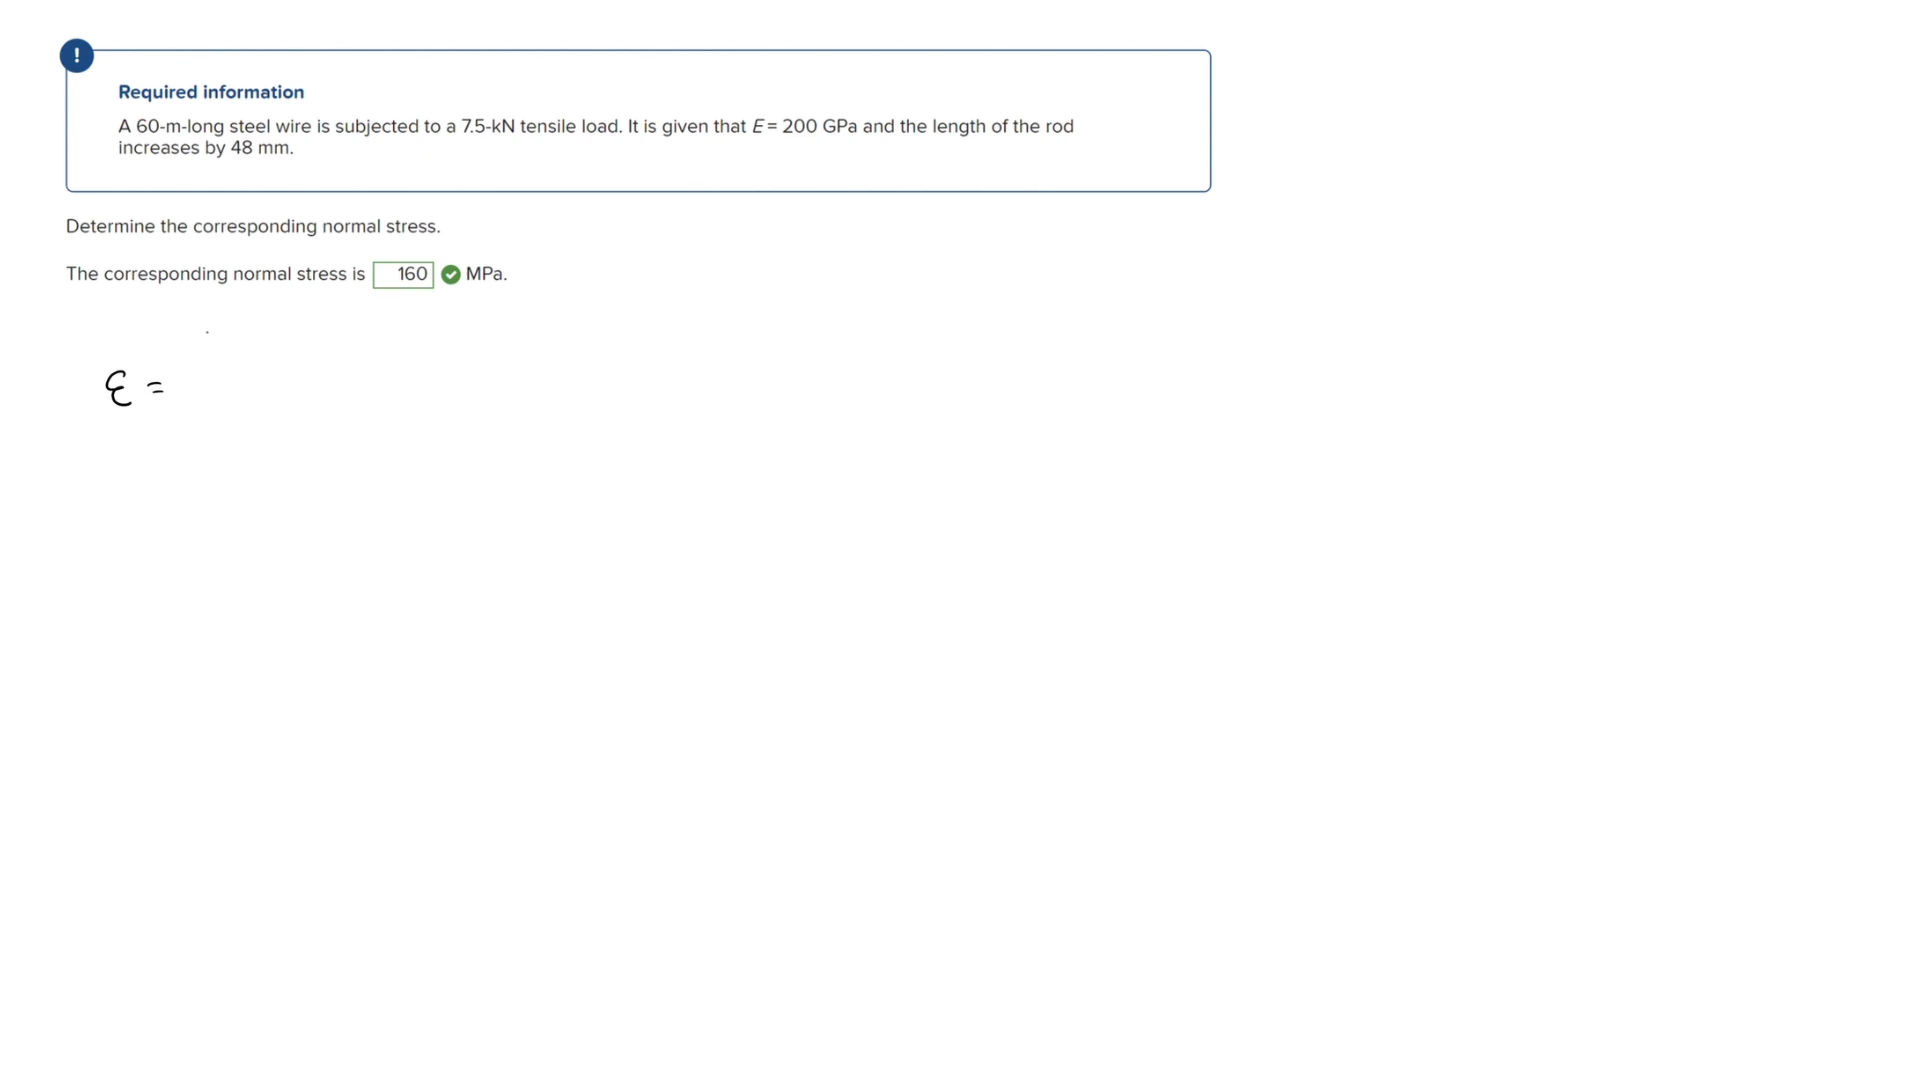 !
Required information
A 60-m-long steel wire is subjected to a 7.5-kN tensile load. It is given that E = 200 GPa and the length of the rod
increases by 48 mm.
Determine the corresponding normal stress.
The corresponding normal stress is 160 MPa.
ε =